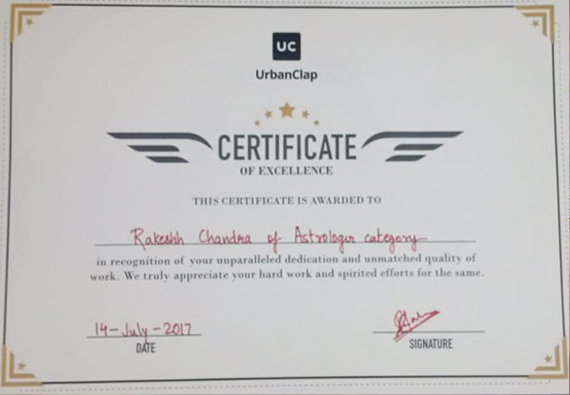 UC
UrbanClap
CERTIFICATE
OF EXCELLENCE
THIS CERTIFICATE IS AWARDED TO
Rakeshh Chandra of Astrologer category
in recognition of your unparalleled dedication and unmatched quality of
work. We truly appreciate your hard work and spirited efforts for the same.
14-July-2017
DATE
SIGNATURE